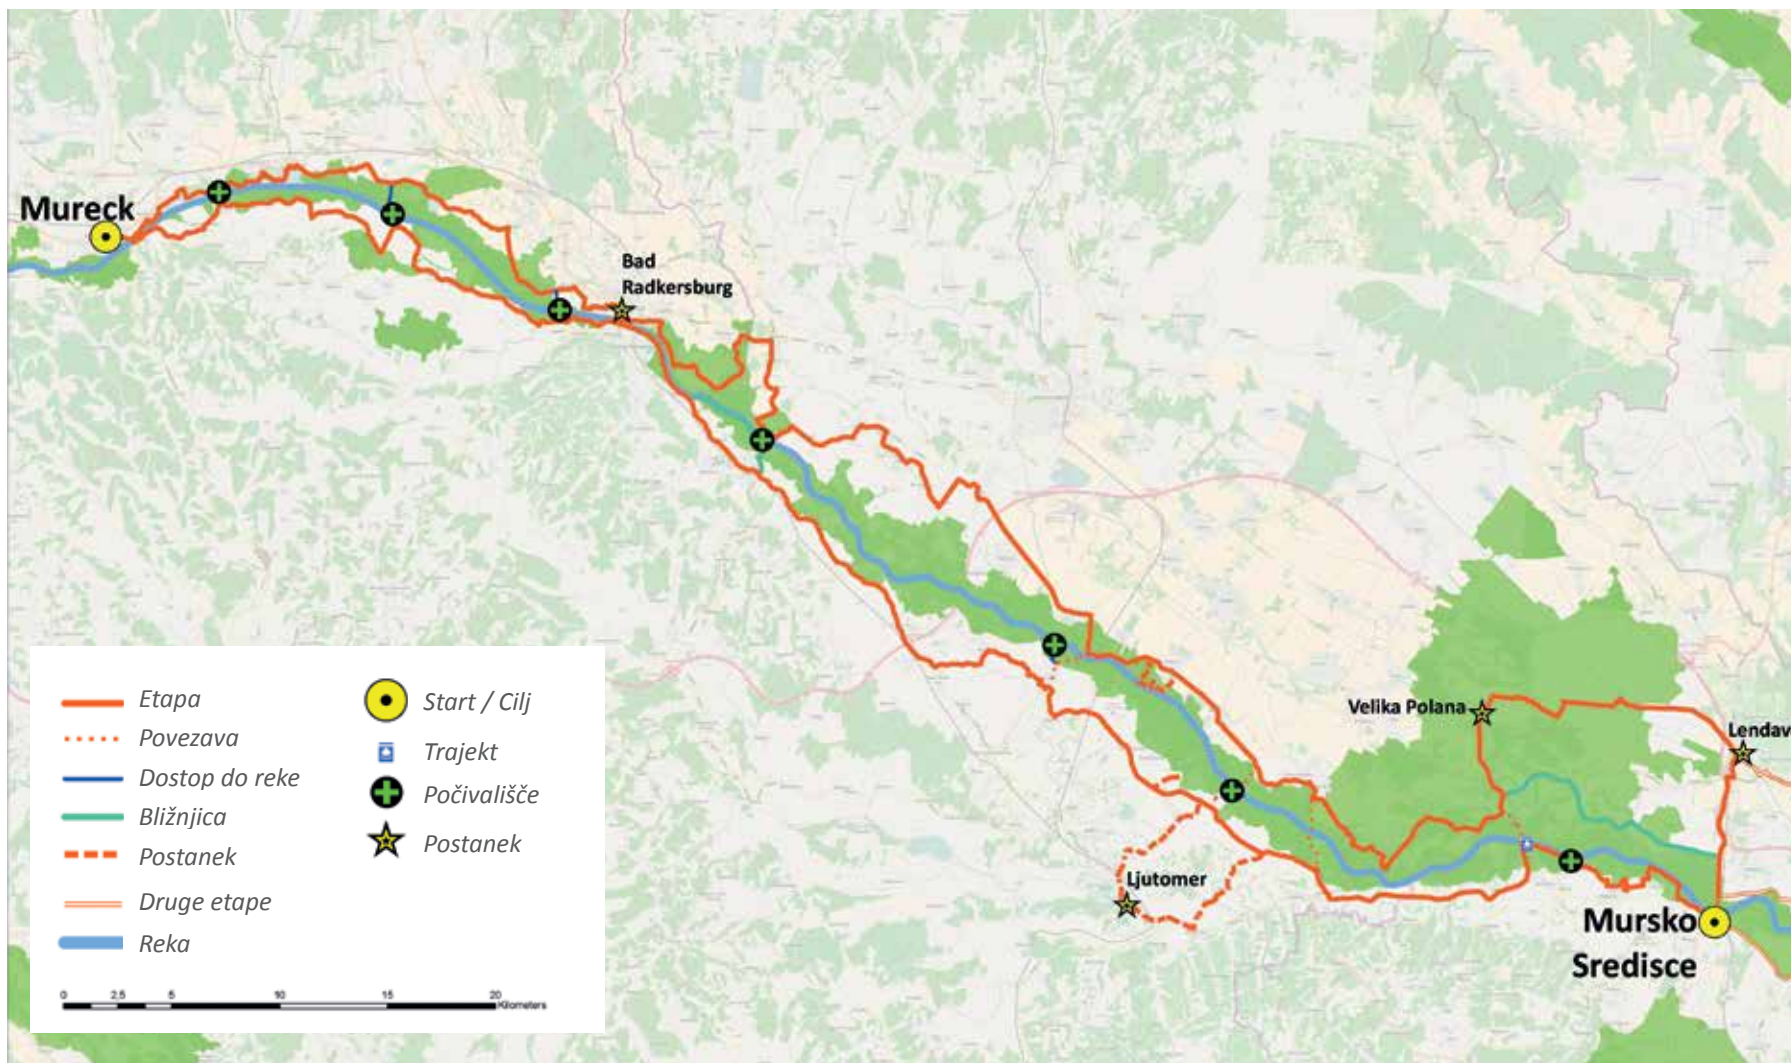 Mureck
Bad
Radkersburg
Velika Polana
Lendav
Ljutomer
Mursko
Sredisce
Etapa
Povezava
Dostop do reke
Bližnjica
Postanek
Druge etape
Reka
Start / Cilj
Trajekt
Počivališče
Postanek
0 2,5 5 10 15 20
Kilometers